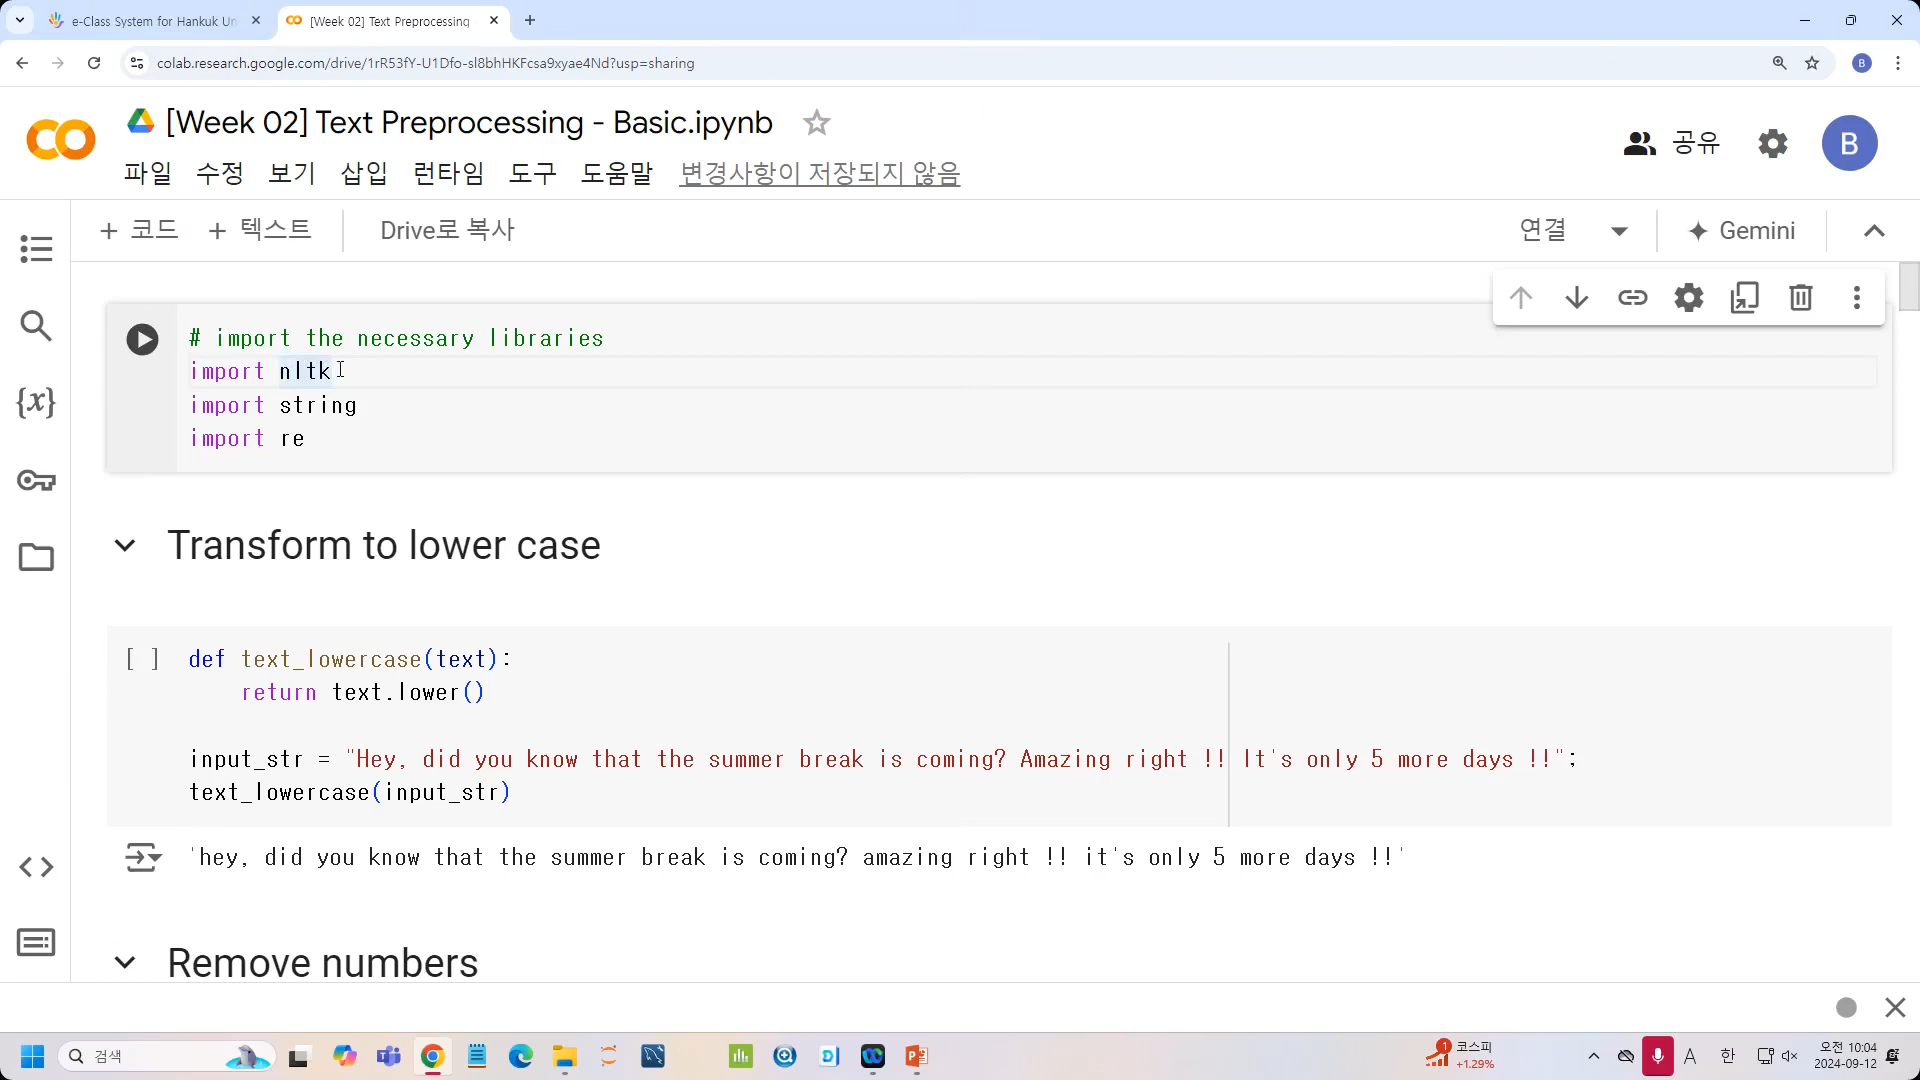 e-Class System for Hankuk Un
[Week 02] Text Preprocessing
colab.research.google.com/drive/1rR53fY-U1Dfo-sl8bhHKFcsa9xyae4Nd?usp=sharing
B
[Week 02] Text Preprocessing - Basic.ipynb
공유
B
파일 수정 보기 삽입 런타임 도구 도움말 변경사항이 저장되지 않음
+ 코드 + 텍스트 Drive로 복사 연결 Gemini
# import the necessary libraries
import nltk
import string
import re
Transform to lower case
[ ] def text_lowercase(text):
return text.lower()
input_str = "Hey, did you know that the summer break is coming? Amazing right !! It's only 5 more days !!";
text_lowercase(input_str)
'hey, did you know that the summer break is coming? amazing right !! it's only 5 more days !!'
Remove numbers
검색
1 코스피
+1.29%
A 한
오전 10:04
2024-09-12